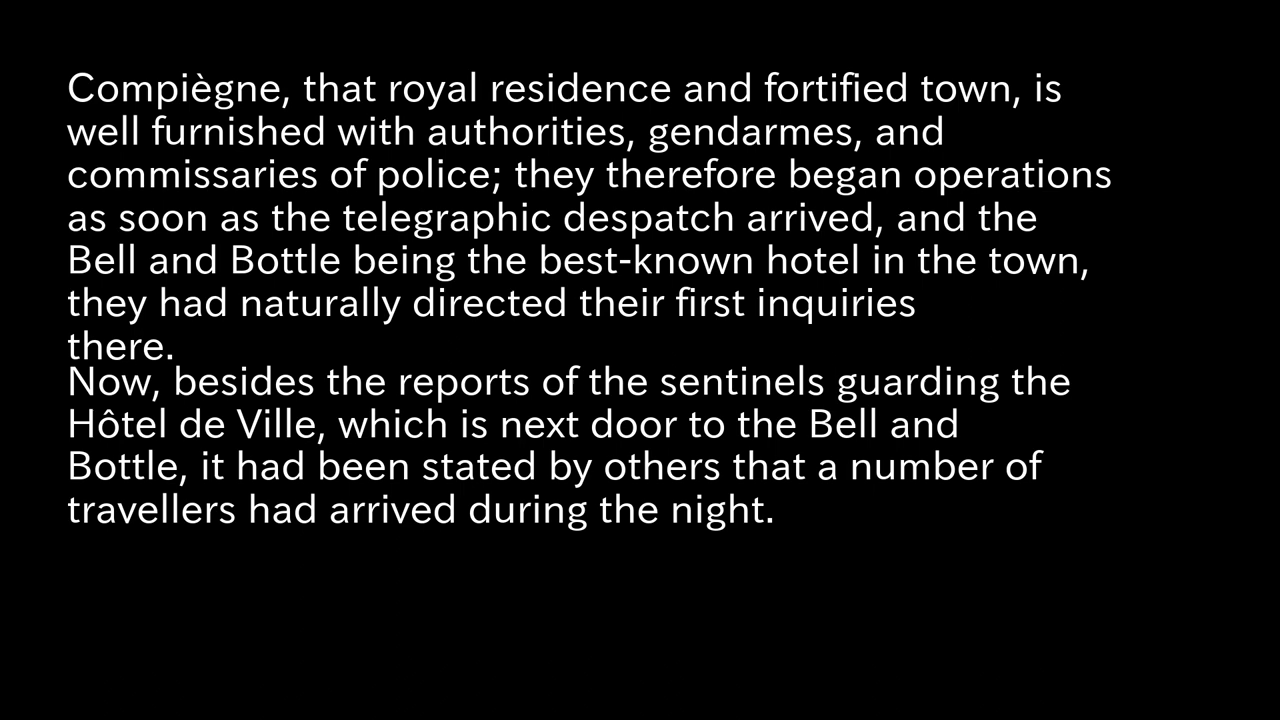 Compiègne, that royal residence and fortified town, is
well furnished with authorities, gendarmes, and
commissaries of police; they therefore began operations
as soon as the telegraphic despatch arrived, and the
Bell and Bottle being the best-known hotel in the town,
they had naturally directed their first inquiries
there.
Now, besides the reports of the sentinels guarding the
Hôtel de Ville, which is next door to the Bell and
Bottle, it had been stated by others that a number of
travellers had arrived during the night.